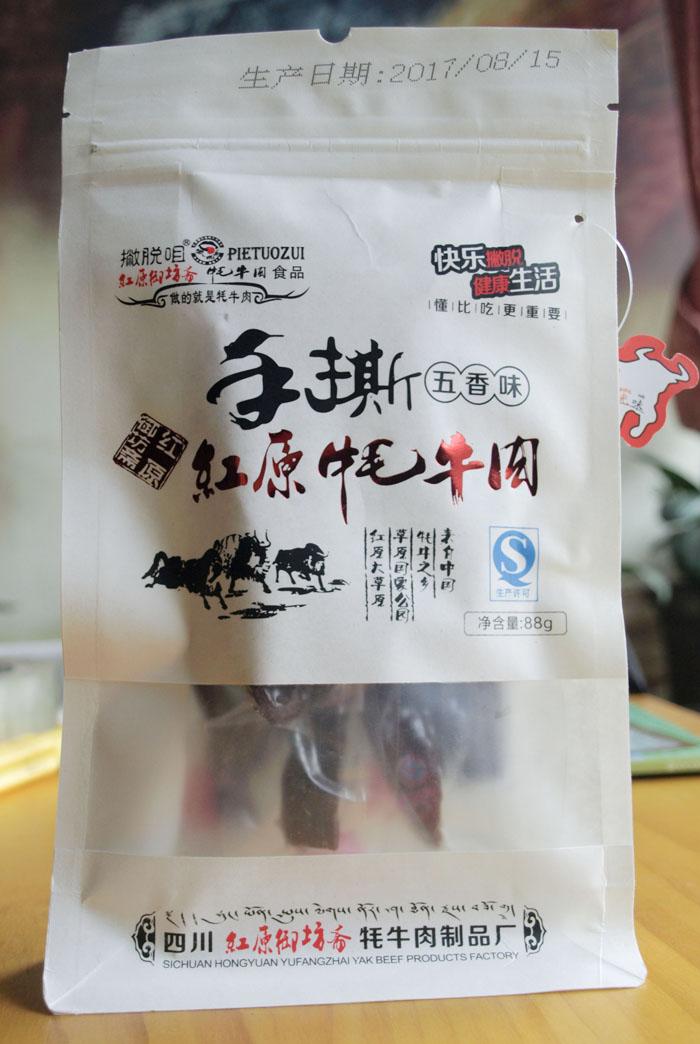 生产日期:2017/08/15
撇脱咀® PIETUOZUI
红原御坊斋 牦牛肉 食品
做的就是牦牛肉
快乐撇脱
健康生活
懂比吃更重要
手撕 五香味
红原御坊斋
红原牦牛肉
来自中国
牦牛之乡
草原国家公园
红原大草原
S
生产许可
净含量:88g
四川 红原御坊斋 牦牛肉制品厂
SICHUAN HONGYUAN YUFANGZHAI YAK BEEF PRODUCTS FACTORY